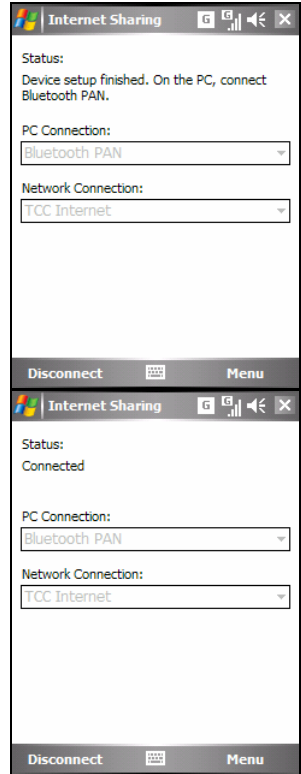 Internet Sharing G G
Status:
Device setup finished. On the PC, connect
Bluetooth PAN.
PC Connection:
Bluetooth PAN
Network Connection:
TCC Internet
Disconnect Menu
Internet Sharing G G
Status:
Connected
PC Connection:
Bluetooth PAN
Network Connection:
TCC Internet
Disconnect Menu